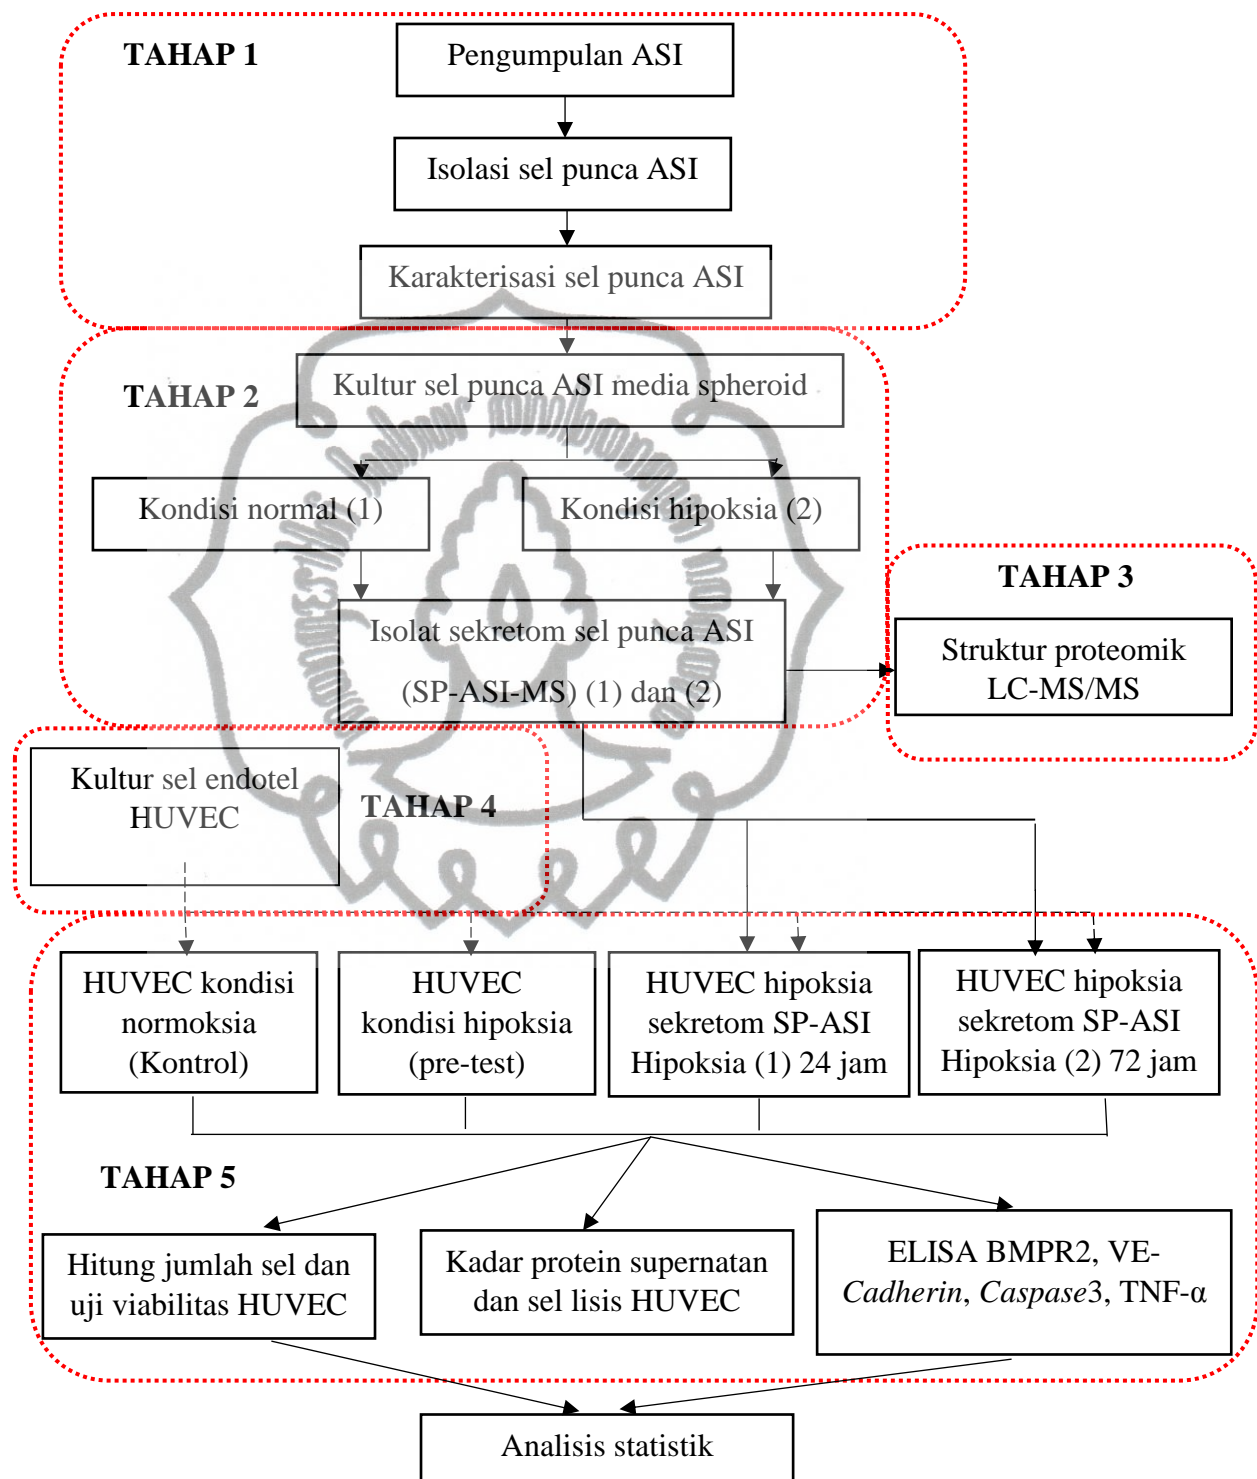 TAHAP 1
Pengumpulan ASI
Isolasi sel punca ASI
Karakterisasi sel punca ASI
TAHAP 2
Kultur sel punca ASI media spheroid
Kondisi normal (1)
Kondisi hipoksia (2)
Isolat sekretom sel punca ASI
(SP-ASI-MS) (1) dan (2)
TAHAP 3
Struktur proteomik
LC-MS/MS
Kultur sel endotel
HUVEC
TAHAP 4
HUVEC kondisi
normoksia
(Kontrol)
HUVEC
kondisi hipoksia
(pre-test)
HUVEC hipoksia
sekretom SP-ASI
Hipoksia (1) 24 jam
HUVEC hipoksia
sekretom SP-ASI
Hipoksia (2) 72 jam
TAHAP 5
Hitung jumlah sel dan
uji viabilitas HUVEC
Kadar protein supernatan
dan sel lisis HUVEC
ELISA BMPR2, VE-
Cadherin, Caspase3, TNF-α
Analisis statistik